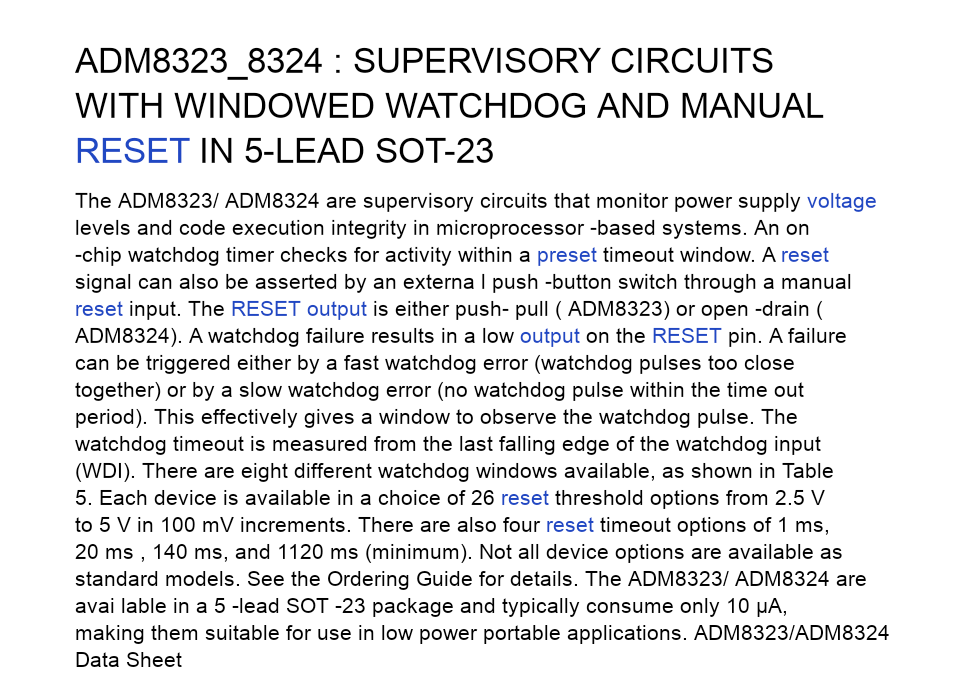 ADM8323_8324 : SUPERVISORY CIRCUITS
WITH WINDOWED WATCHDOG AND MANUAL
RESET IN 5-LEAD SOT-23
The ADM8323/ ADM8324 are supervisory circuits that monitor power supply voltage
levels and code execution integrity in microprocessor -based systems. An on
-chip watchdog timer checks for activity within a preset timeout window. A reset
signal can also be asserted by an externa l push -button switch through a manual
reset input. The RESET output is either push- pull ( ADM8323) or open -drain (
ADM8324). A watchdog failure results in a low output on the RESET pin. A failure
can be triggered either by a fast watchdog error (watchdog pulses too close
together) or by a slow watchdog error (no watchdog pulse within the time out
period). This effectively gives a window to observe the watchdog pulse. The
watchdog timeout is measured from the last falling edge of the watchdog input
(WDI). There are eight different watchdog windows available, as shown in Table
5. Each device is available in a choice of 26 reset threshold options from 2.5 V
to 5 V in 100 mV increments. There are also four reset timeout options of 1 ms,
20 ms , 140 ms, and 1120 ms (minimum). Not all device options are available as
standard models. See the Ordering Guide for details. The ADM8323/ ADM8324 are
avai lable in a 5 -lead SOT -23 package and typically consume only 10 µA,
making them suitable for use in low power portable applications. ADM8323/ADM8324
Data Sheet